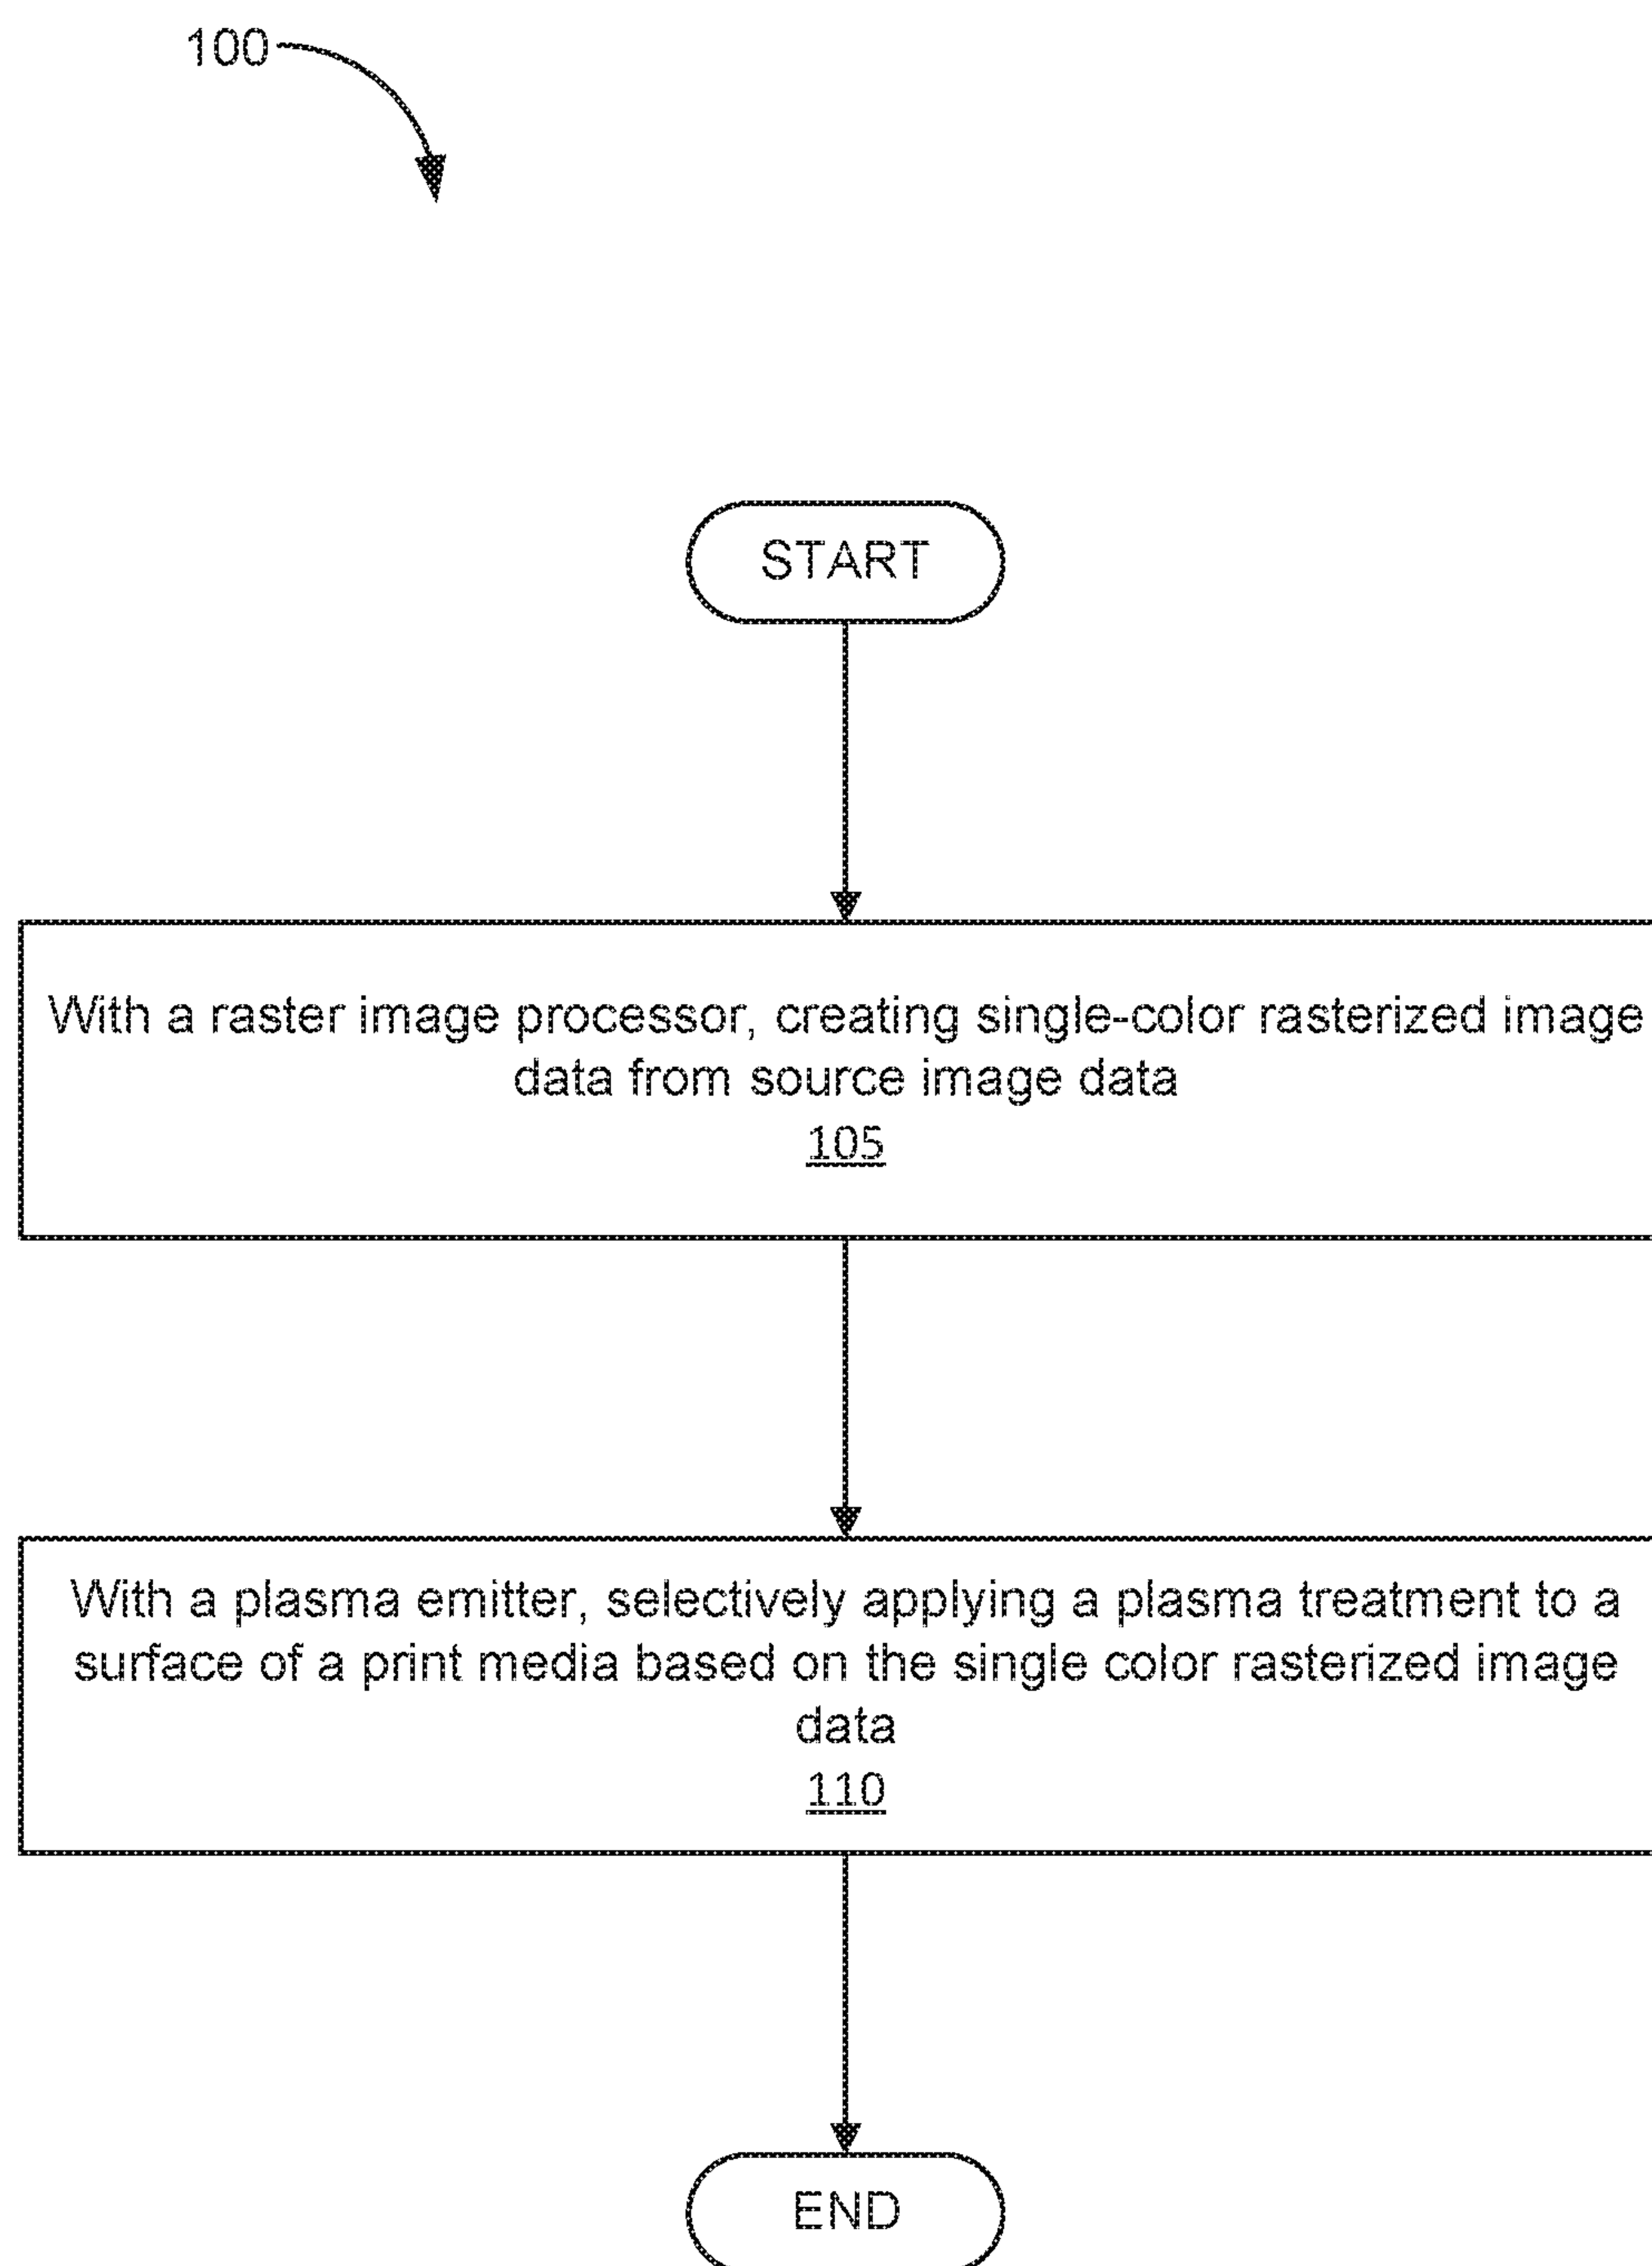 100
START
With a raster image processor, creating single-color rasterized image
data from source image data
105
With a plasma emitter, selectively applying a plasma treatment to a
surface of a print media based on the single color rasterized image
data
110
END